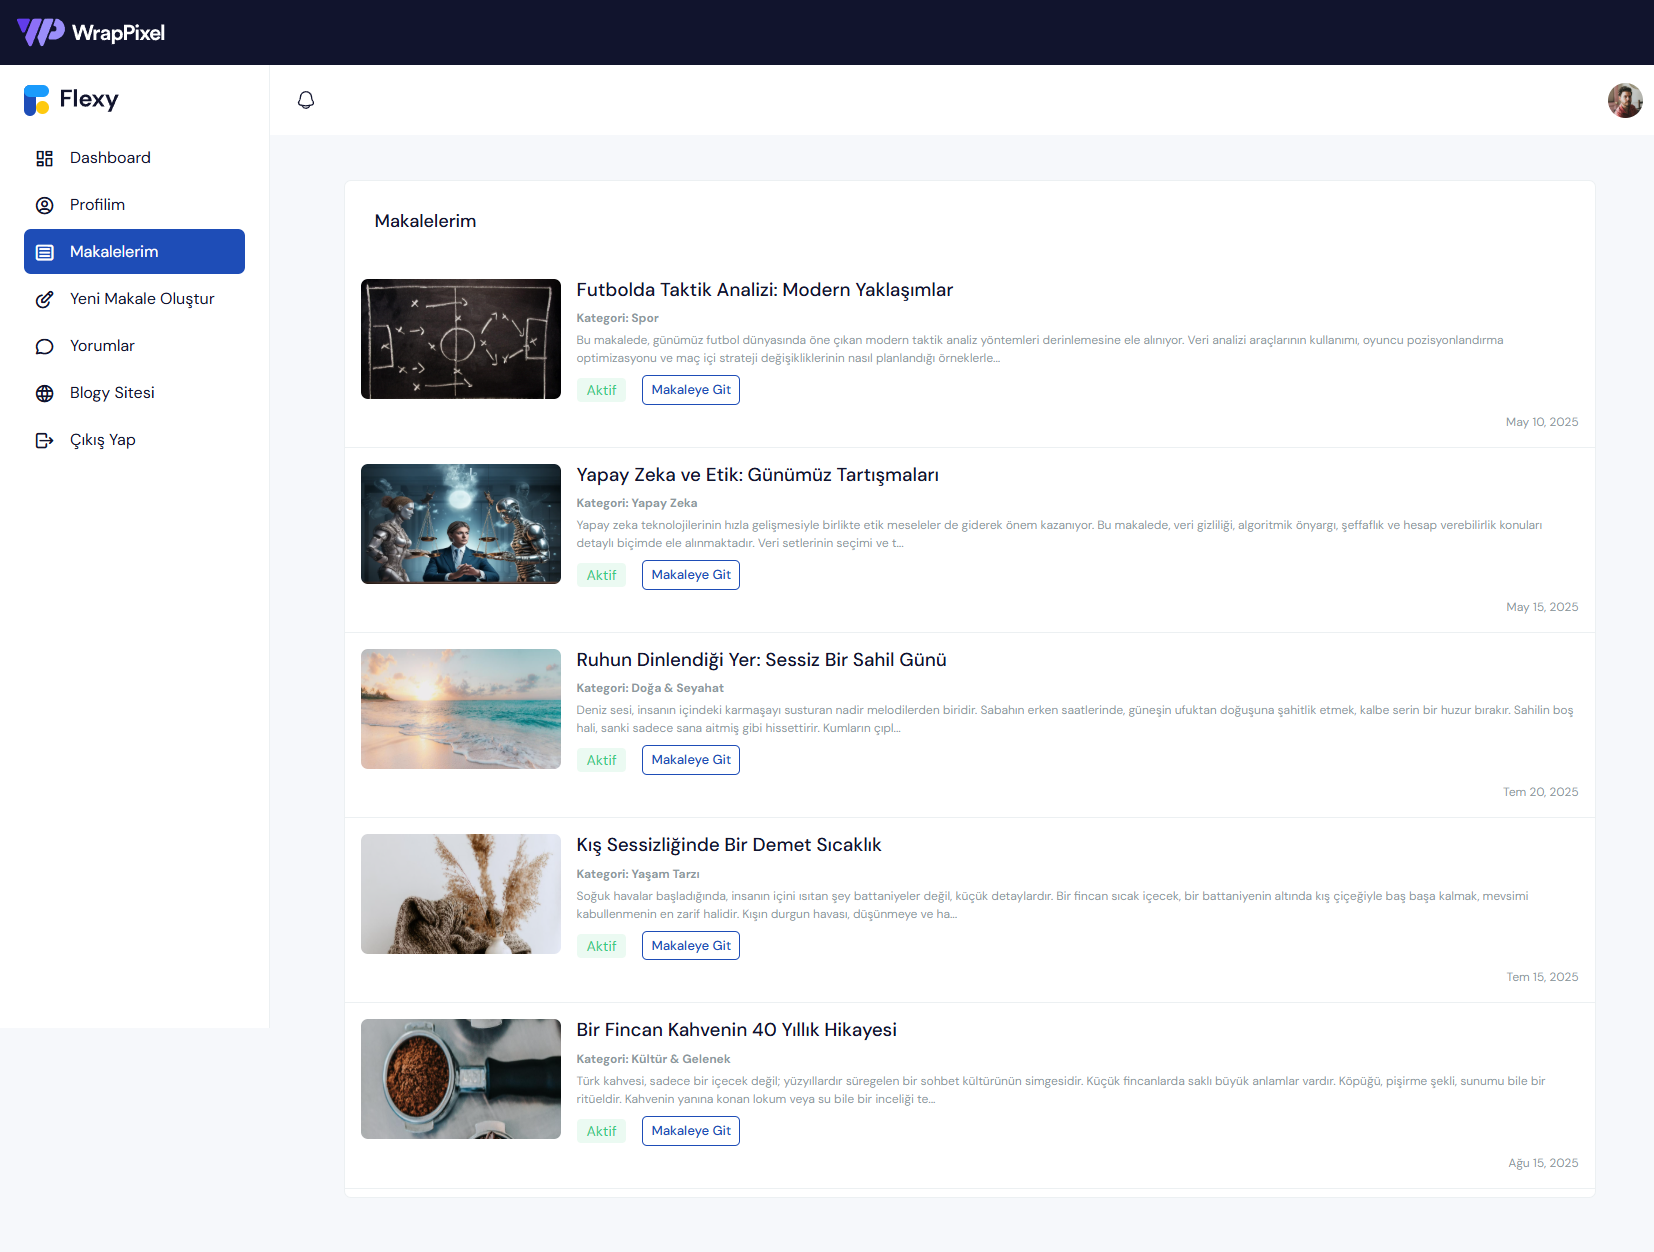 WrapPixel
Flexy
Dashboard
Profilim
Makalelerim
Yeni Makale Oluştur
Yorumlar
Blogy Sitesi
Çıkış Yap
Makalelerim
Futbolda Taktik Analizi: Modern Yaklaşımlar
Kategori: Spor
Bu makalede, günümüz futbol dünyasında öne çıkan modern taktik analiz yöntemleri derinlemesine ele alınıyor. Veri analizi araçlarının kullanımı, oyuncu pozisyonlandırma
optimizasyonu ve maç içi strateji değişikliklerinin nasıl planlandığı örneklerle...
Aktif
Makaleye Git
May 10, 2025
Yapay Zeka ve Etik: Günümüz Tartışmaları
Kategori: Yapay Zeka
Yapay zeka teknolojilerinin hızla gelişmesiyle birlikte etik meseleler de giderek önem kazanıyor. Bu makalede, veri gizliliği, algoritmik önyargı, şeffaflık ve hesap verebilirlik konuları
detaylı biçimde ele alınmaktadır. Veri setlerinin seçimi ve t...
Aktif
Makaleye Git
May 15, 2025
Ruhun Dinlendiği Yer: Sessiz Bir Sahil Günü
Kategori: Doğa & Seyahat
Deniz sesi, insanın içindeki karmaşayı susturan nadir melodilerden biridir. Sabahın erken saatlerinde, güneşin ufuktan doğuşuna şahitlik etmek, kalbe serin bir huzur bırakır. Sahilin boş
hali, sanki sadece sana aitmiş gibi hissettirir. Kumların çıpl...
Aktif
Makaleye Git
Tem 20, 2025
Kış Sessizliğinde Bir Demet Sıcaklık
Kategori: Yaşam Tarzı
Soğuk havalar başladığında, insanın içini ısıtan şey battaniyeler değil, küçük detaylardır. Bir fincan sıcak içecek, bir battaniyenin altında kış çiçeğiyle baş başa kalmak, mevsimi
kabullenmenin en zarif halidir. Kışın durgun havası, düşünmeye ve ha...
Aktif
Makaleye Git
Tem 15, 2025
Bir Fincan Kahvenin 40 Yıllık Hikayesi
Kategori: Kültür & Gelenek
Türk kahvesi, sadece bir içecek değil; yüzyıllardır süregelen bir sohbet kültürünün simgesidir. Küçük fincanlarda saklı büyük anlamlar vardır. Köpüğü, pişirme şekli, sunumu bile bir
ritüeldir. Kahvenin yanına konan lokum veya su bile bir inceliği te...
Aktif
Makaleye Git
Ağu 15, 2025